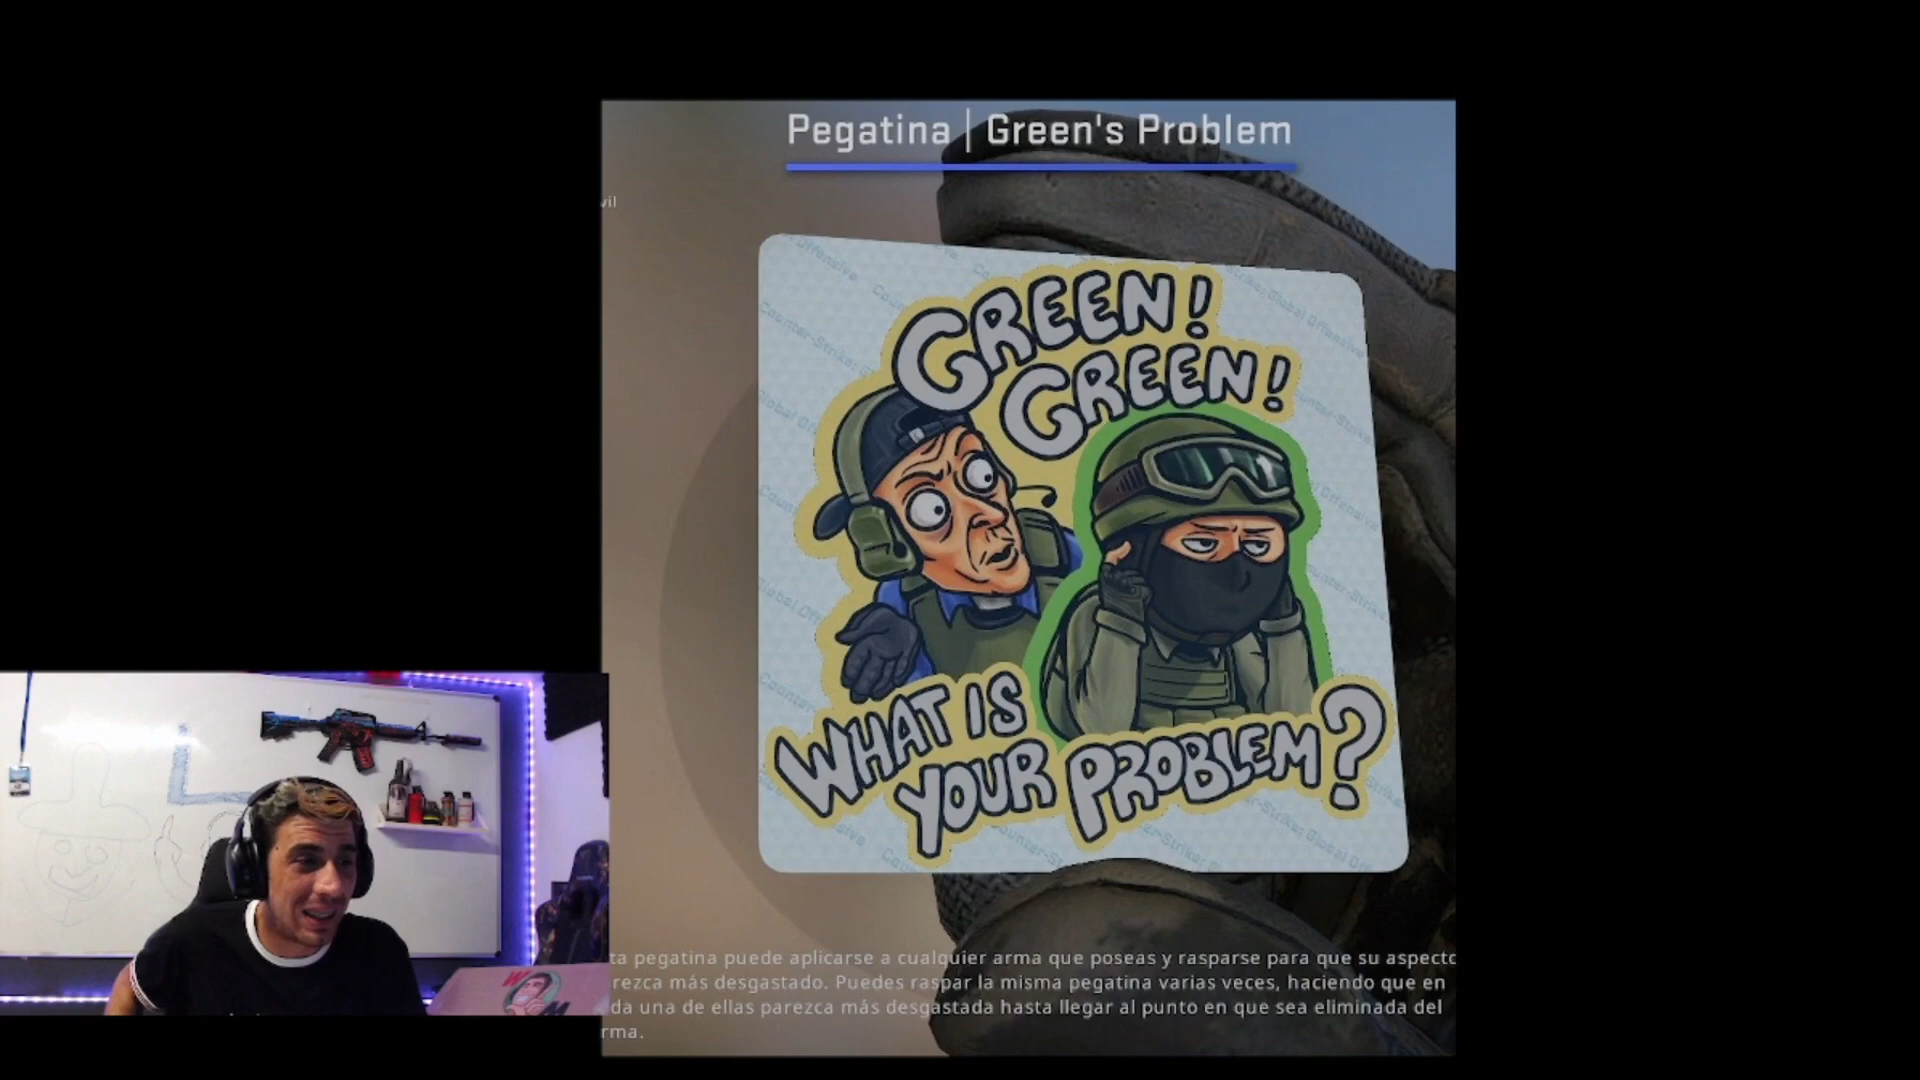 Pegatina | Green's Problem
vil
GREEN!
GREEN!
WHAT IS
YOUR PROBLEM?
ta pegatina puede aplicarse a cualquier arma que poseas y rasparse para que su aspecto
rezca más desgastado. Puedes raspar la misma pegatina varias veces, haciendo que en
da una de ellas parezca más desgastada hasta llegar al punto en que sea eliminada del
rma.